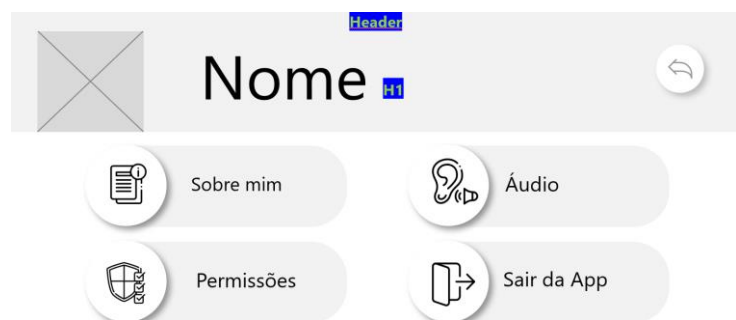 Header
Nome H1
Sobre mim
Áudio
Permissões
Sair da App